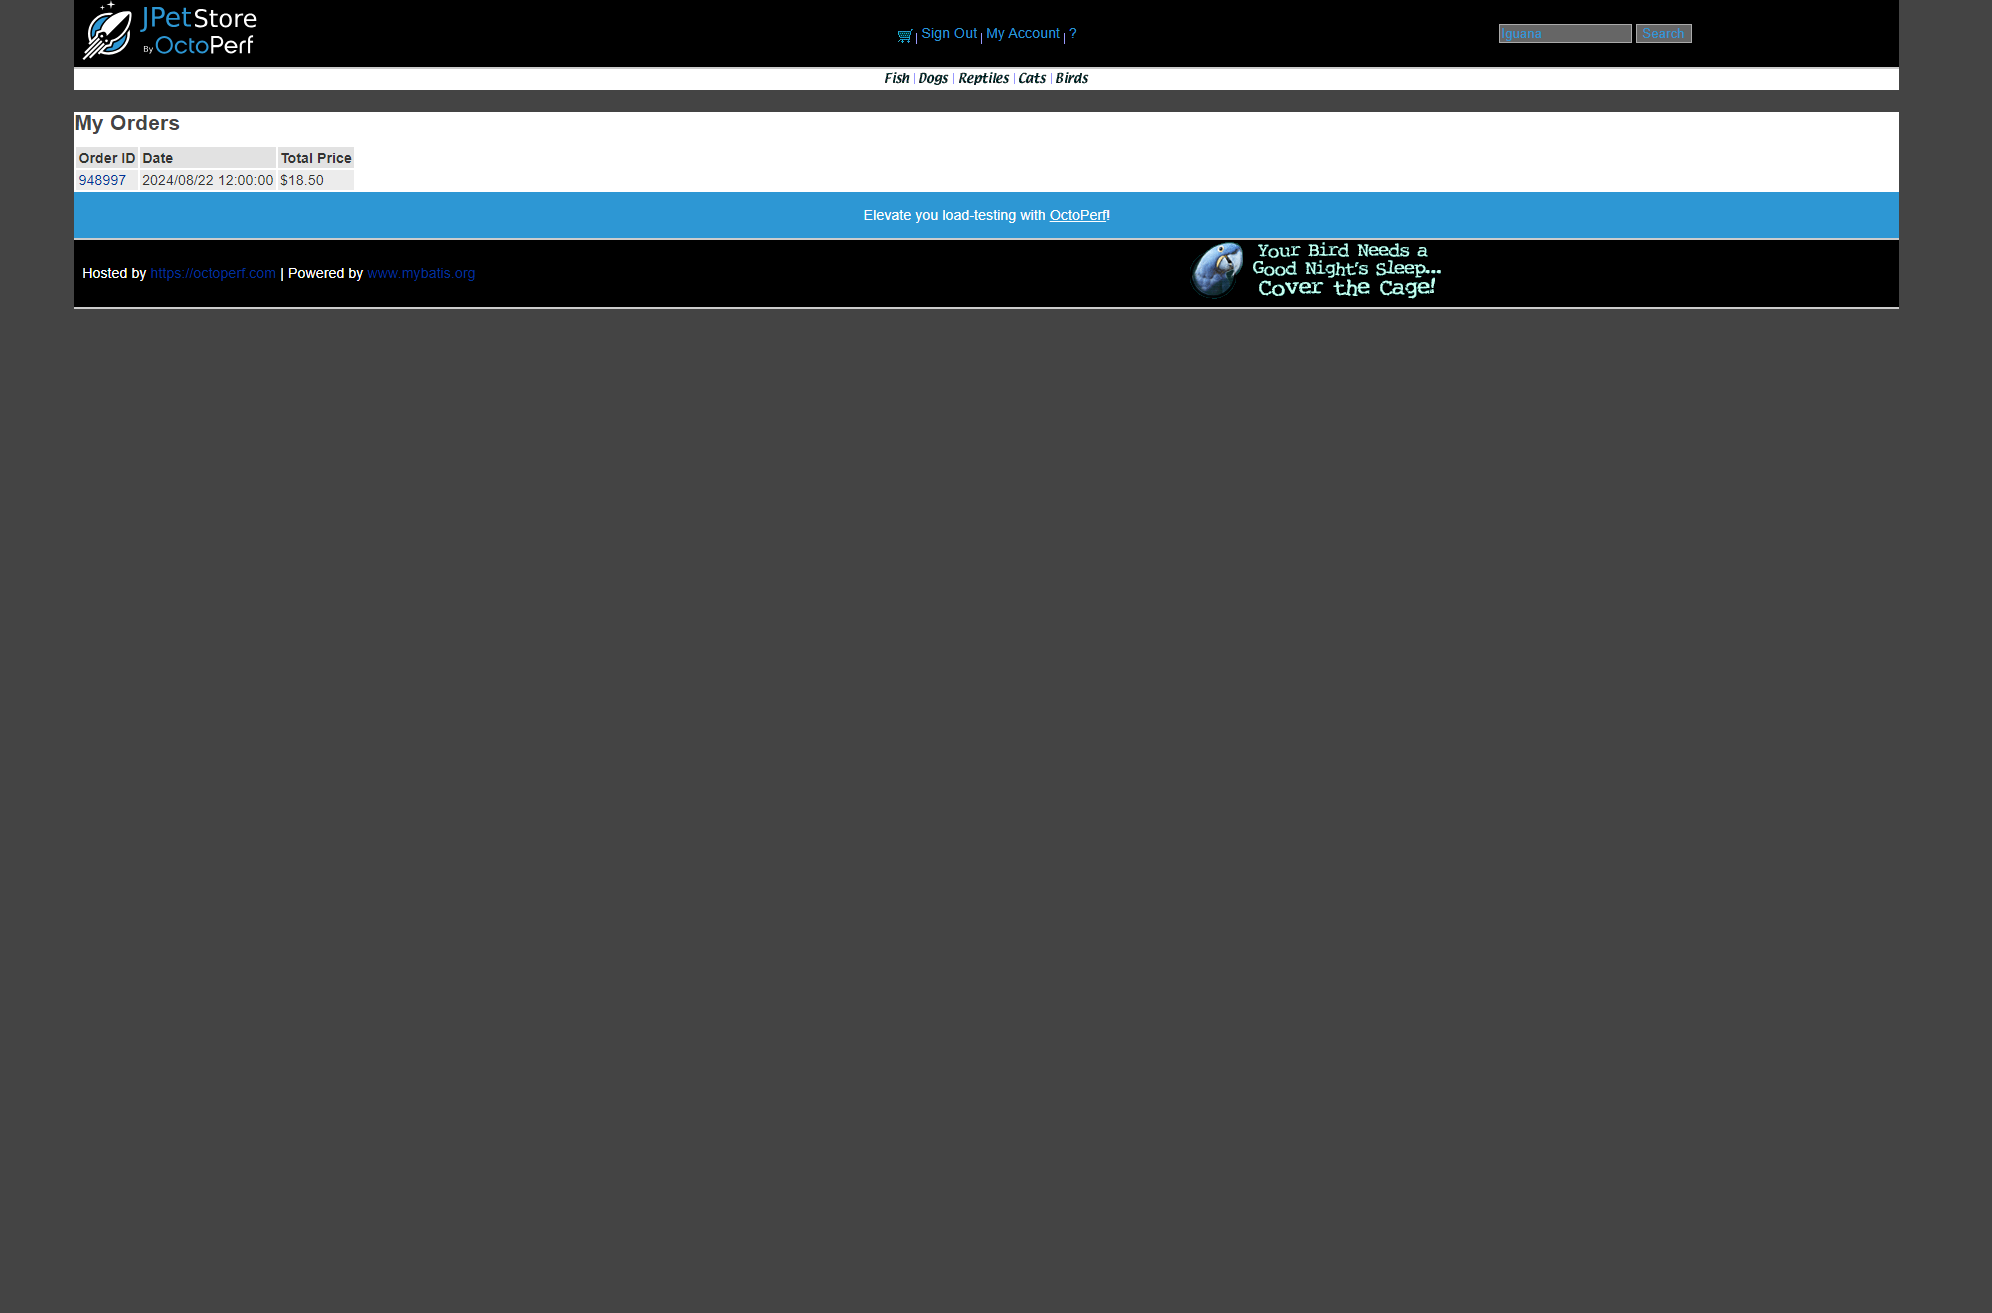 JPetStore
By OctoPerf
Sign Out | My Account | ?
Iguana Search
Fish | Dogs | Reptiles | Cats | Birds
My Orders
Order ID Date Total Price
948997 2024/08/22 12:00:00 $18.50
Elevate you load-testing with OctoPerf!
Hosted by https://octoperf.com | Powered by www.mybatis.org
Your Bird Needs a
Good Night's Sleep...
Cover the Cage!